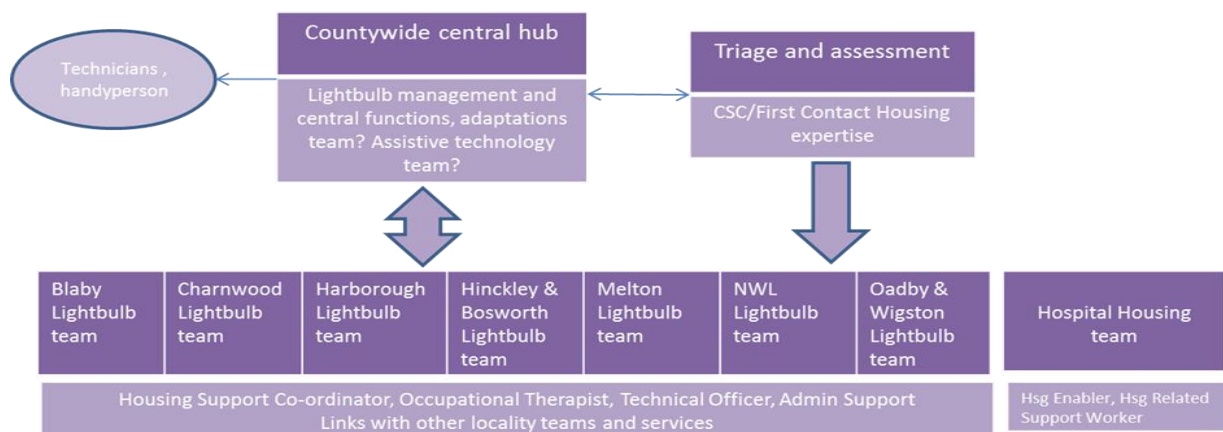 Countywide central hub
Triage and assessment
Technicians ,
handyperson
Lightbulb management and
central functions, adaptations
team? Assistive technology
team?
CSC/First Contact Housing
expertise
Blaby
Lightbulb
team
Charnwood
Lightbulb
team
Harborough
Lightbulb
team
Hinckley &
Bosworth
Lightbulb
team
Melton
Lightbulb
team
NWL
Lightbulb
team
Oadby &
Wigston
Lightbulb
team
Hospital Housing
team
Housing Support Co-ordinator, Occupational Therapist, Technical Officer, Admin Support
Links with other locality teams and services
Hsg Enabler, Hsg Related
Support Worker